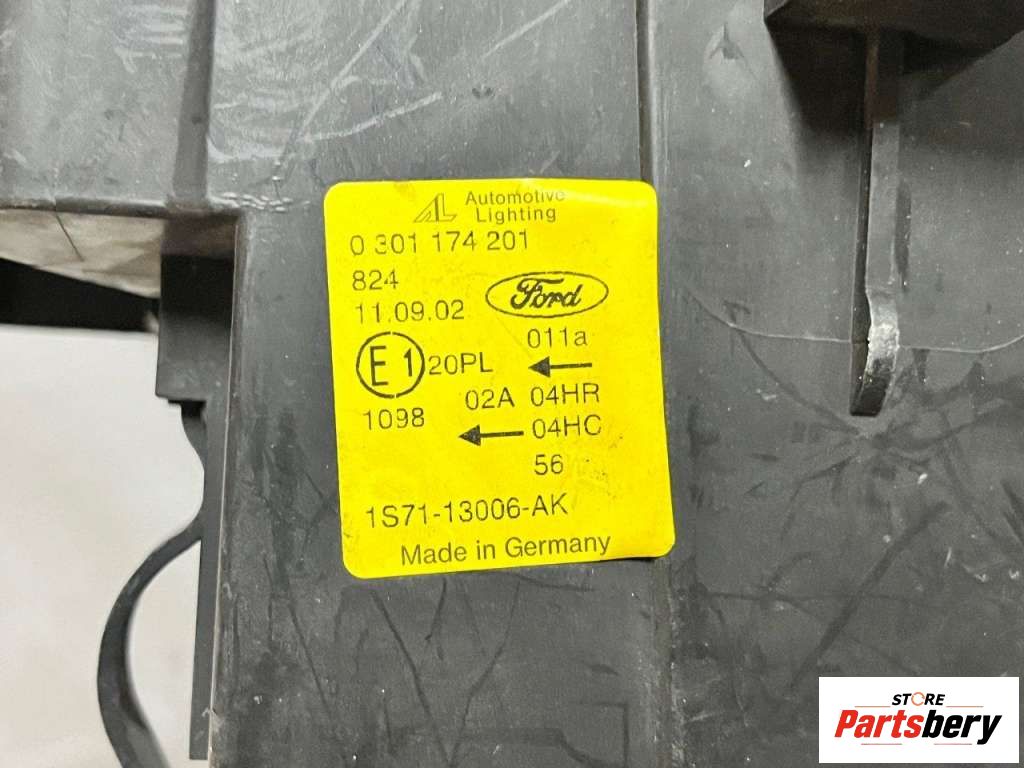 AL Automotive
Lighting
0 301 174 201
824
11.09.02
Ford
011a
E1 20PL ←
02A 04HR
1098
← 04HC
56
1S71-13006-AK
Made in Germany
STORE
Partsbery